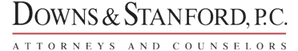 DOWNS & STANFORD, P.C.
ATTORNEYS AND COUNSELORS